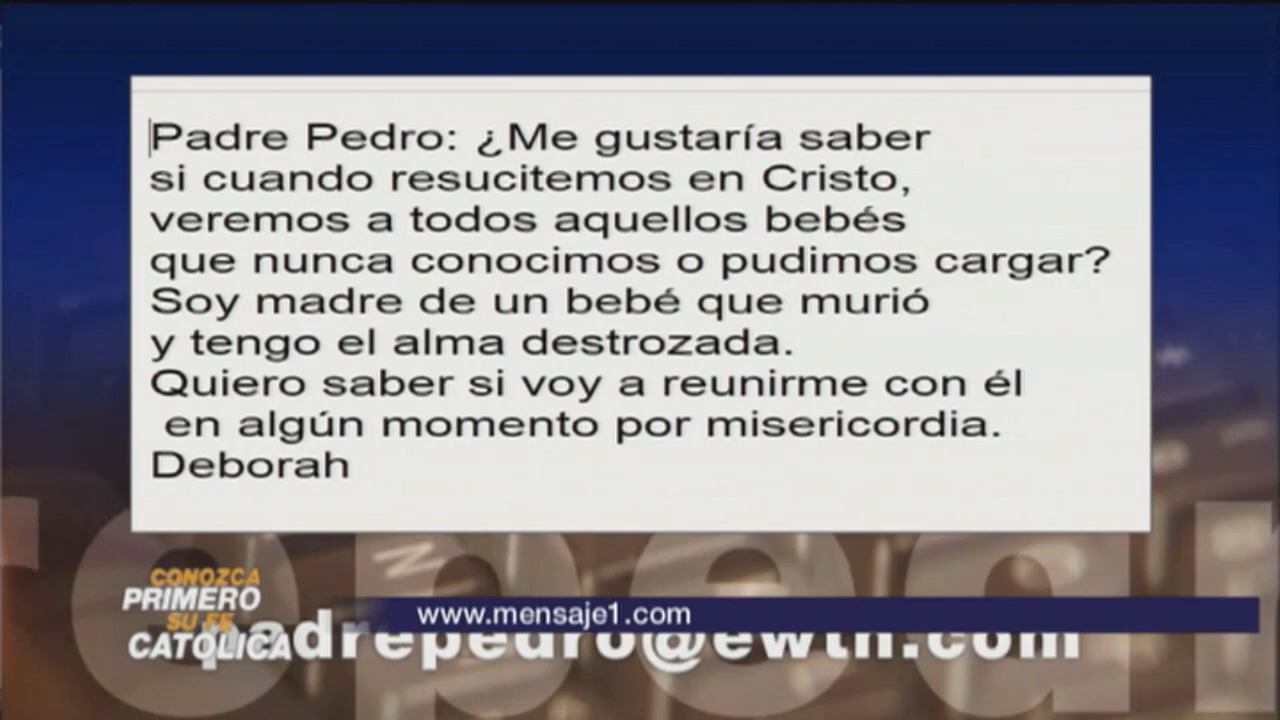 Padre Pedro: ¿Me gustaría saber
si cuando resucitemos en Cristo,
veremos a todos aquellos bebés
que nunca conocimos o pudimos cargar?
Soy madre de un bebé que murió
y tengo el alma destrozada.
Quiero saber si voy a reunirme con él
en algún momento por misericordia.
Deborah
CONOZCA
PRIMERO
SU FE
CATÓLICA
www.mensaje1.com
padrepedro@ewtn.com